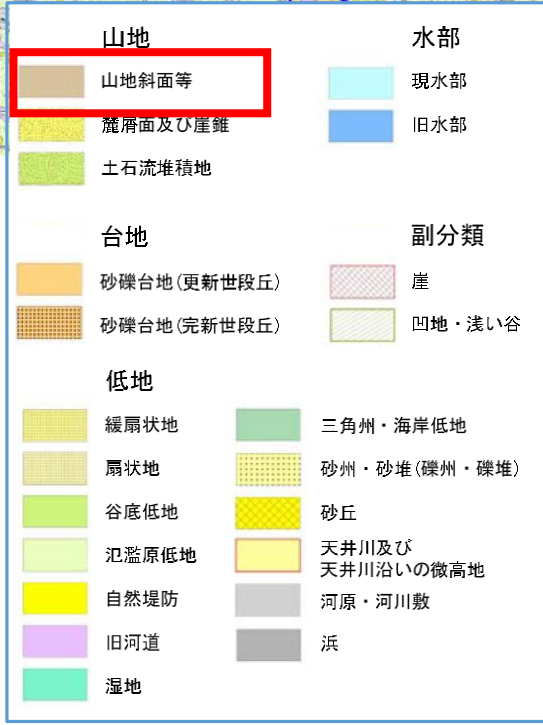 山地
山地斜面等
麓屑面及び崖錐
土石流堆積地
水部
現水部
旧水部
台地
砂礫台地(更新世段丘)
砂礫台地(完新世段丘)
副分類
崖
凹地・浅い谷
低地
緩扇状地
扇状地
谷底低地
氾濫原低地
自然堤防
旧河道
湿地
三角州・海岸低地
砂州・砂堆(礫州・礫堆)
砂丘
天井川及び
天井川沿いの微高地
河原・河川敷
浜